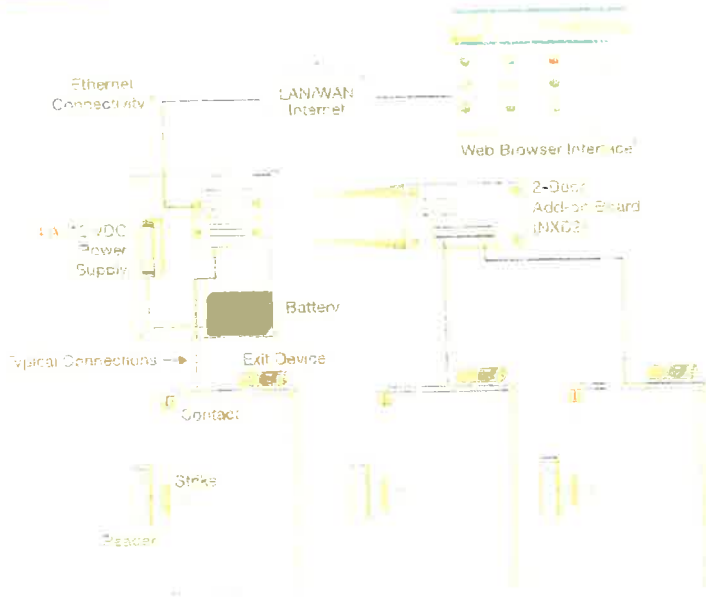 Ethernet
Connectivity
LAN/WAN
Internet
Web Browser Interface
2-Door
Add-on Board
Power
Supply
Battery
Typical Connections
Exit Device
Contact
Strike
Reader